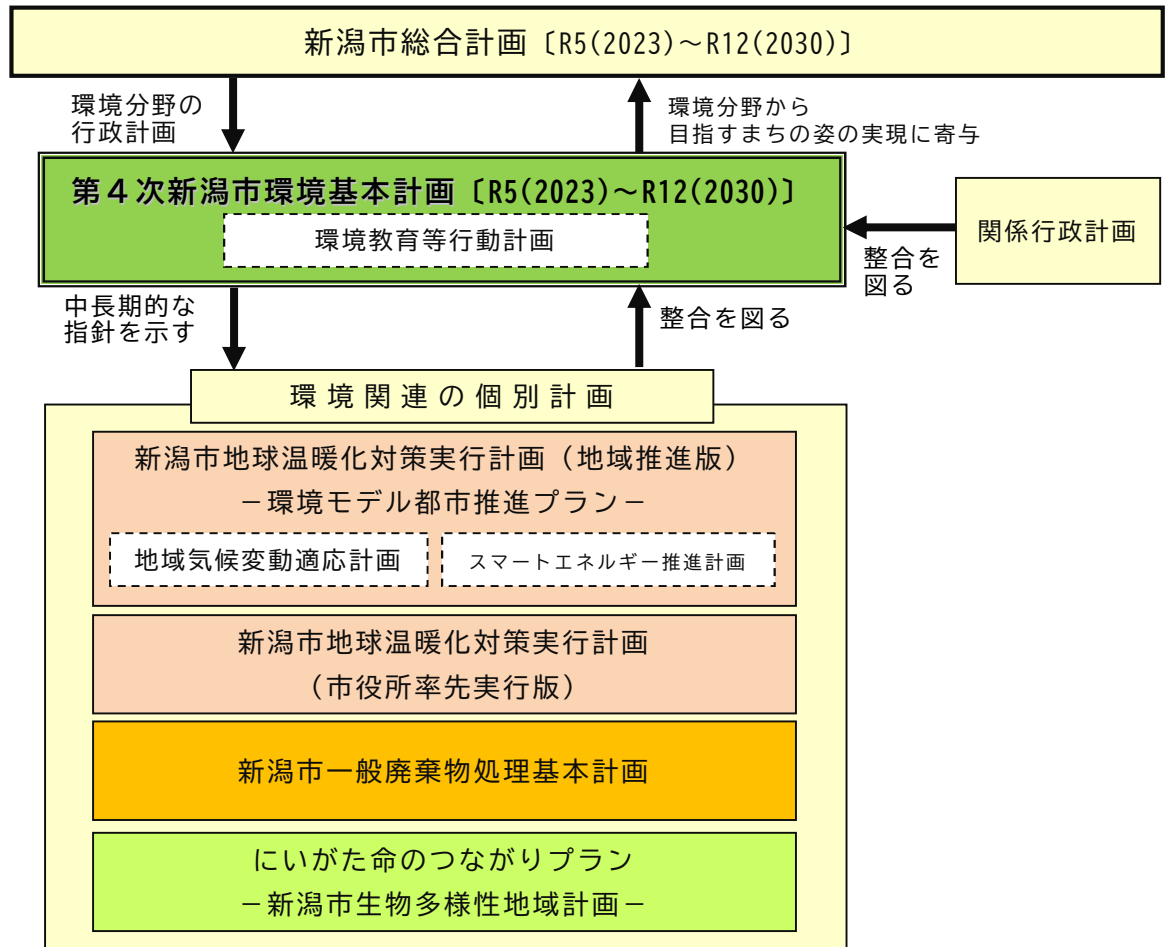 新潟市総合計画〔R5(2023)～R12(2030)〕
環境分野の
行政計画
環境分野から
目指すまちの姿の実現に寄与
第４次新潟市環境基本計画〔R5(2023)～R12(2030)〕
環境教育等行動計画
関係行政計画
整合を
図る
中長期的な
指針を示す
整合を図る
環境関連の個別計画
新潟市地球温暖化対策実行計画（地域推進版）
－環境モデル都市推進プラン－
地域気候変動適応計画
スマートエネルギー推進計画
新潟市地球温暖化対策実行計画
（市役所率先実行版）
新潟市一般廃棄物処理基本計画
にいがた命のつながりプラン
－新潟市生物多様性地域計画－